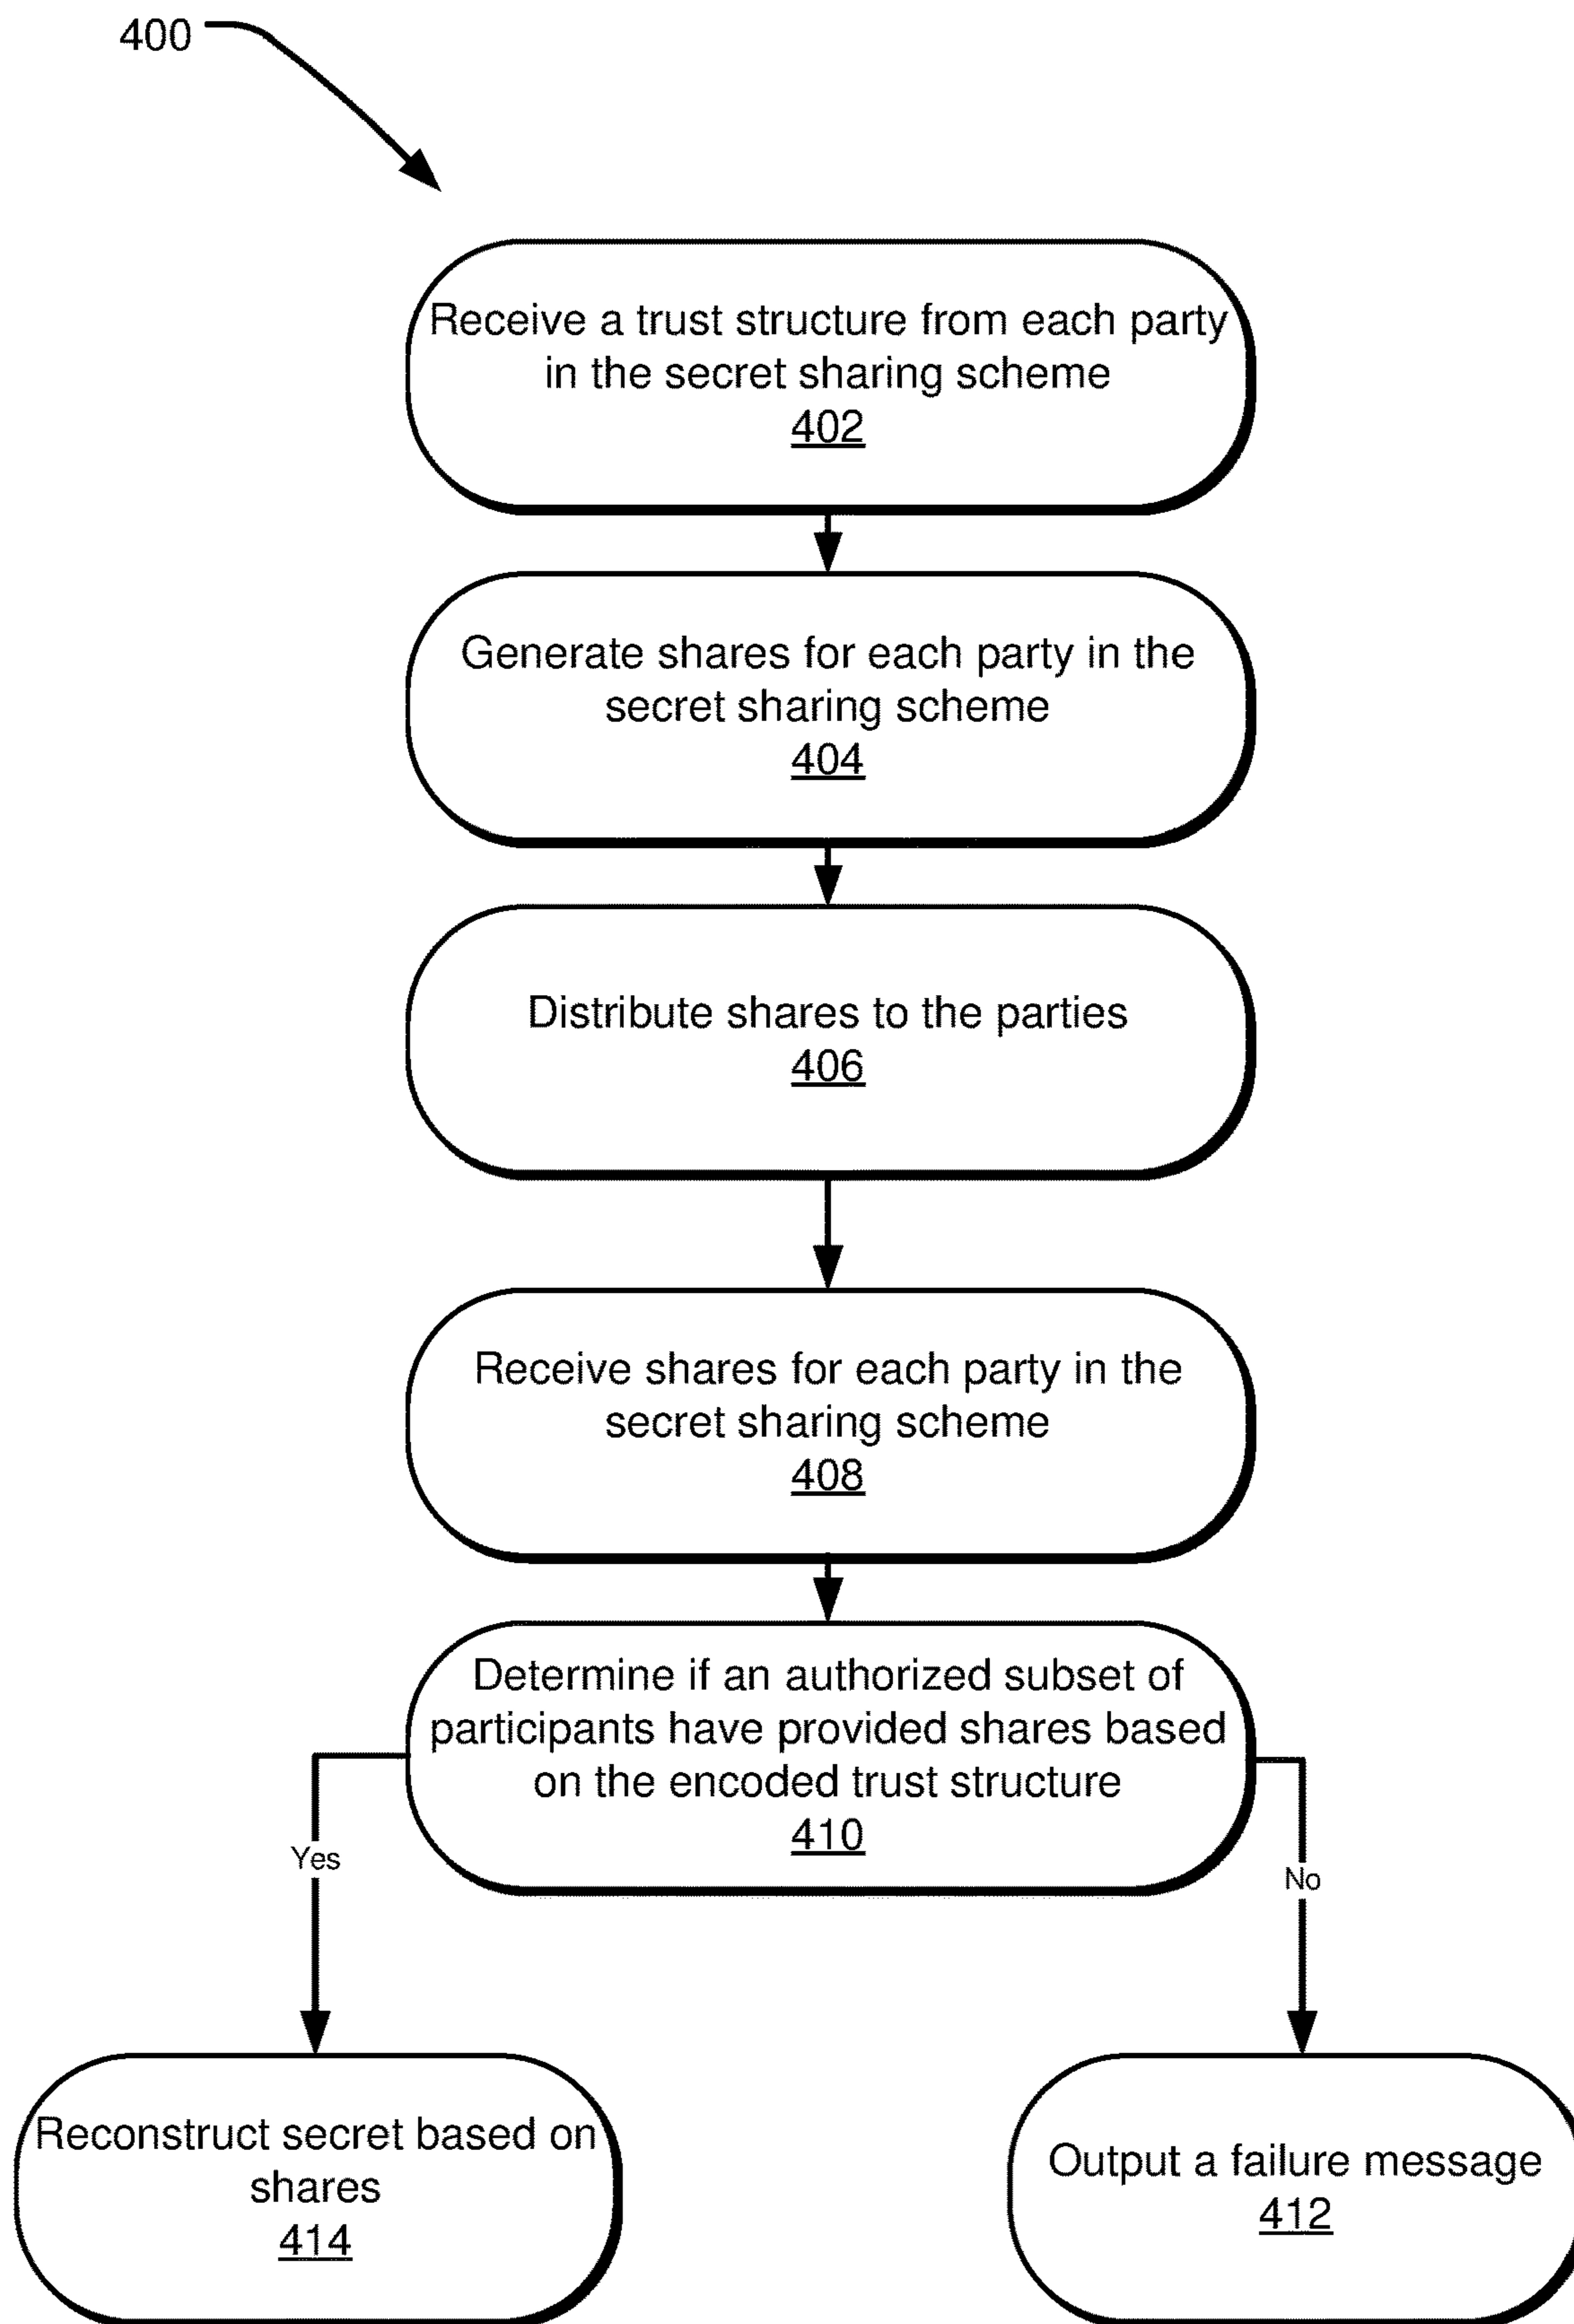 400
Receive a trust structure from each party
in the secret sharing scheme
402
Generate shares for each party in the
secret sharing scheme
404
Distribute shares to the parties
406
Receive shares for each party in the
secret sharing scheme
408
Determine if an authorized subset of
participants have provided shares based
on the encoded trust structure
410
Yes
No
Reconstruct secret based on
shares
414
Output a failure message
412